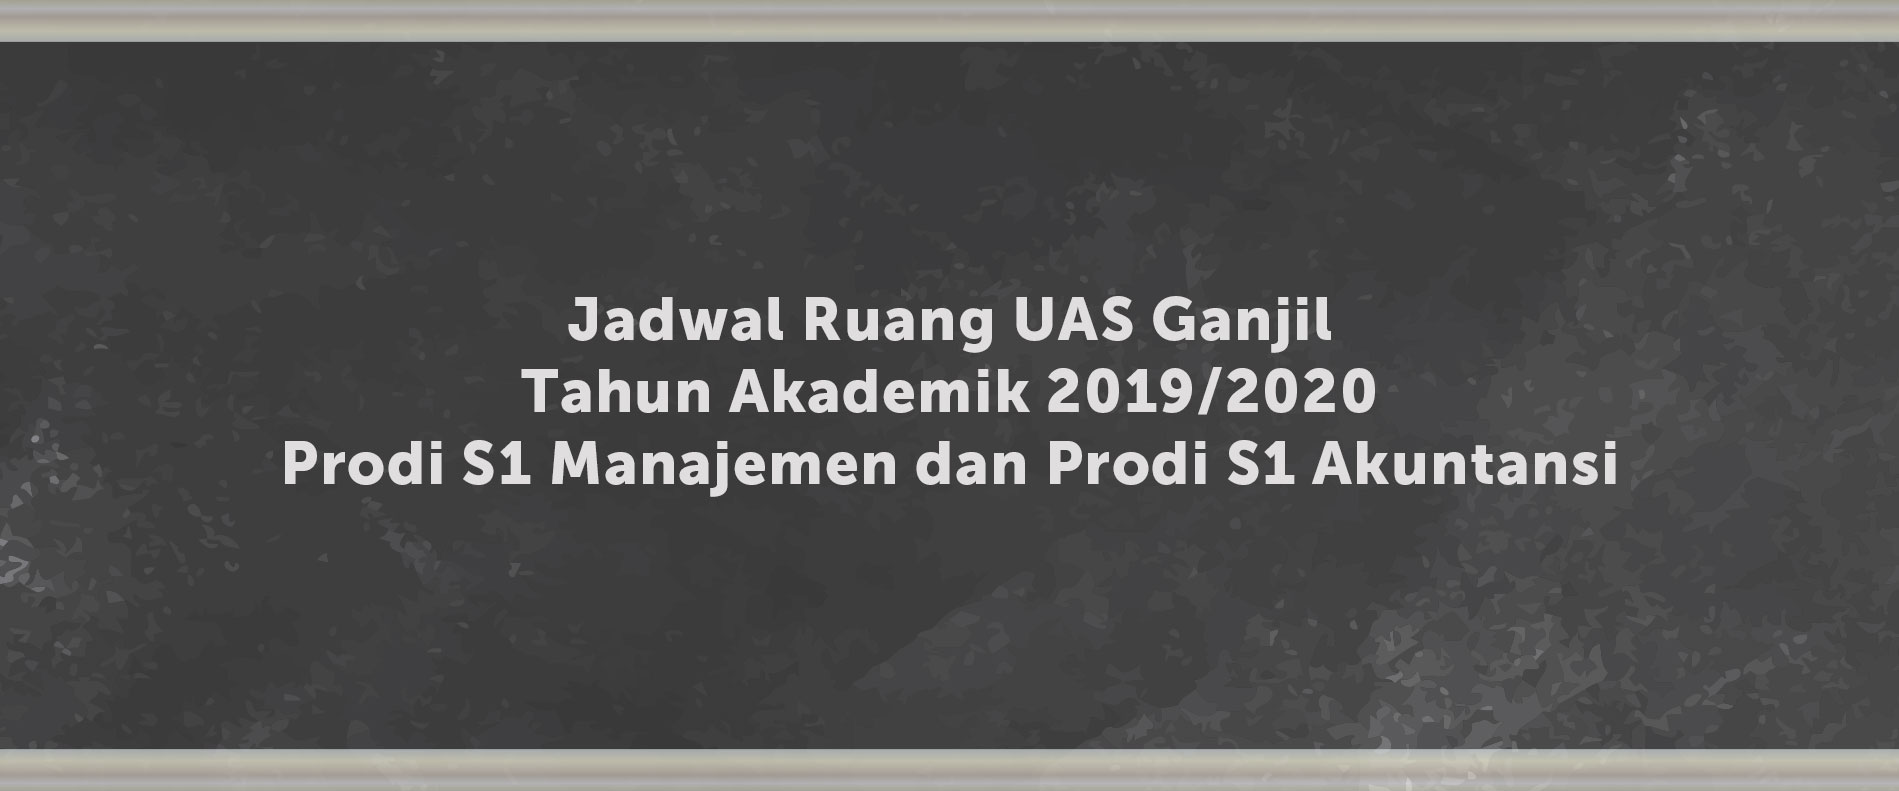 Jadwal Ruang UAS Ganjil
Tahun Akademik 2019/2020
Prodi S1 Manajemen dan Prodi S1 Akuntansi